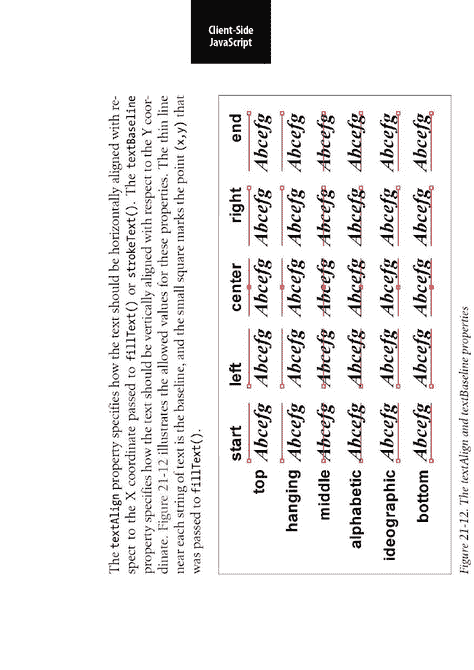 Client-Side
JavaScript
The textAlign property specifies how the text should be horizontally aligned with re-
spect to the X coordinate passed to fillText() or strokeText(). The textBaseline
property specifies how the text should be vertically aligned with respect to the Y coor-
dinate. Figure 21-12 illustrates the allowed values for these properties. The thin line
near each string of text is the baseline, and the small square marks the point (x,y) that
was passed to fillText().
start left center right end
top Abcefg Abcefg Abcefg Abcefg Abcefg
hanging Abcefg Abcefg Abcefg Abcefg Abcefg
middle Abcefg Abcefg Abcefg Abcefg Abcefg
alphabetic Abcefg Abcefg Abcefg Abcefg Abcefg
ideographic Abcefg Abcefg Abcefg Abcefg Abcefg
bottom Abcefg Abcefg Abcefg Abcefg Abcefg
Figure 21-12. The textAlign and textBaseline properties